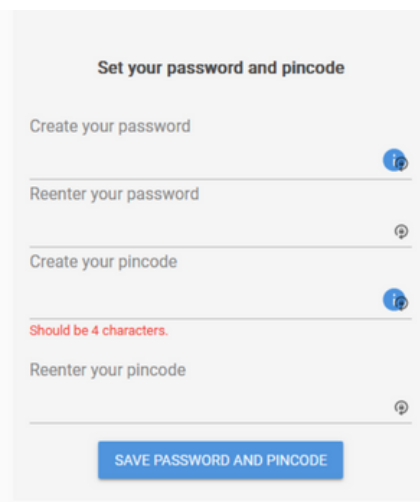 Set your password and pincode
Create your password
Reenter your password
Create your pincode
Should be 4 characters.
Reenter your pincode
SAVE PASSWORD AND PINCODE